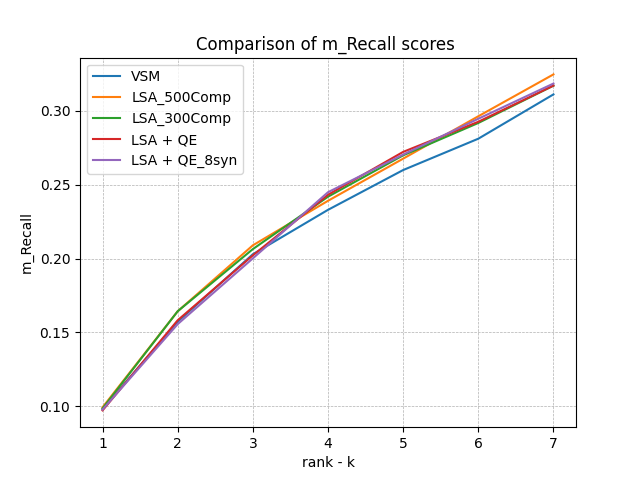 Comparison of m_Recall scores
VSM
LSA_500Comp
LSA_300Comp
LSA + QE
LSA + QE_8syn
m_Recall
0.30
0.25
0.20
0.15
0.10
1 2 3 4 5 6 7
rank - k